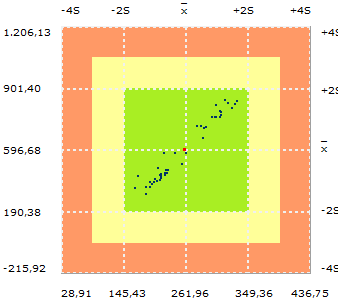 -4S -2S x̄ +2S +4S
1.206,13 +4S
901,40 +2S
596,68 x̄
190,38 -2S
-215,92 -4S
28,91 145,43 261,96 349,36 436,75